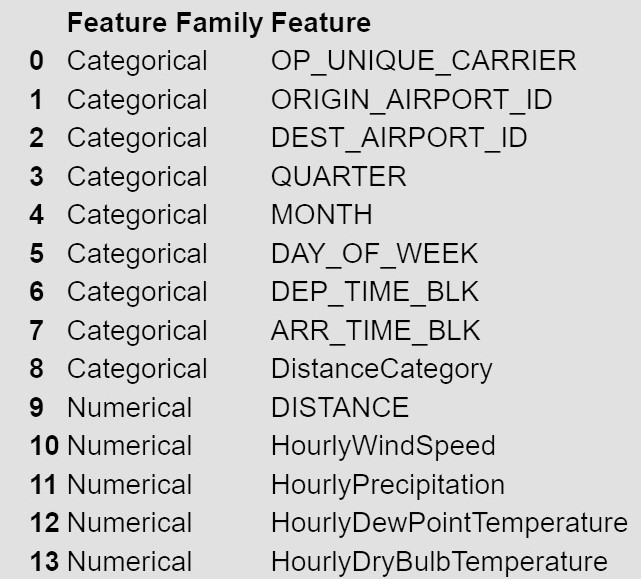 Feature Family Feature
0 Categorical OP_UNIQUE_CARRIER
1 Categorical ORIGIN_AIRPORT_ID
2 Categorical DEST_AIRPORT_ID
3 Categorical QUARTER
4 Categorical MONTH
5 Categorical DAY_OF_WEEK
6 Categorical DEP_TIME_BLK
7 Categorical ARR_TIME_BLK
8 Categorical DistanceCategory
9 Numerical DISTANCE
10 Numerical HourlyWindSpeed
11 Numerical HourlyPrecipitation
12 Numerical HourlyDewPointTemperature
13 Numerical HourlyDryBulbTemperature